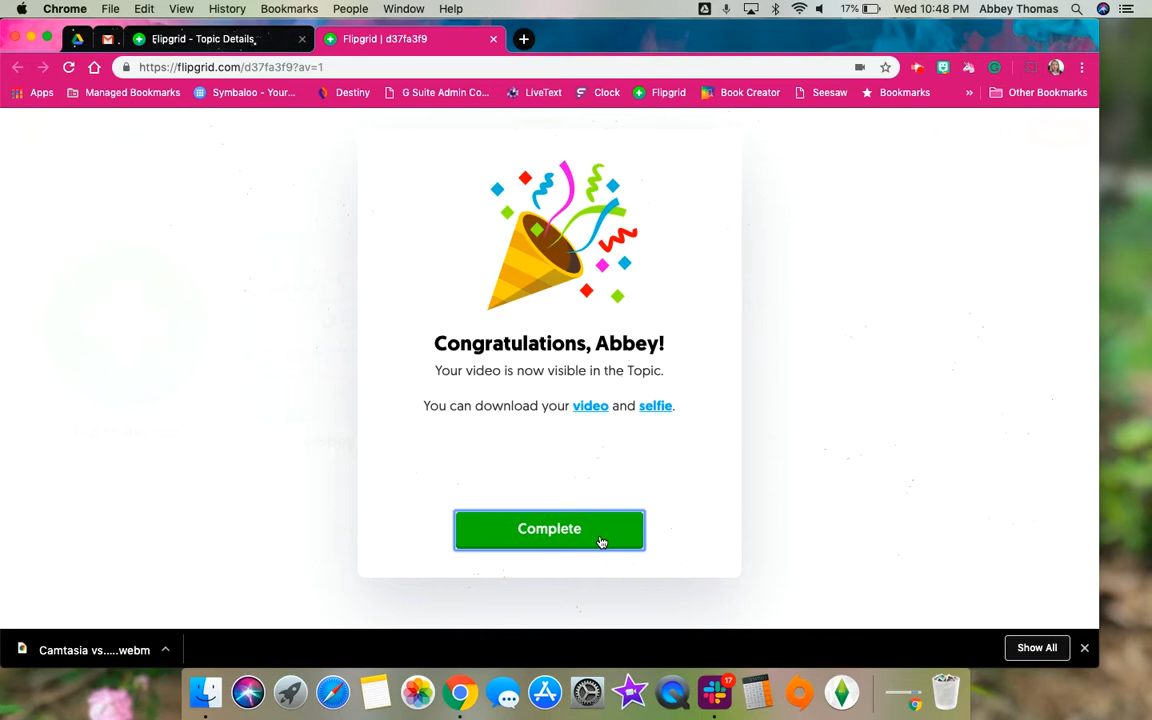 Chrome File Edit View History Bookmarks People Window Help 17% Wed 10:48 PM Abbey Thomas
Flipgrid - Topic Details, Flipgrid | d37fa3f9
https://flipgrid.com/d37fa3f9?av=1
Apps Managed Bookmarks Symbaloo - Your... Destiny G Suite Admin Co... LiveText Clock Flipgrid Book Creator Seesaw Bookmarks » Other Bookmarks
Congratulations, Abbey!
Your video is now visible in the Topic.
You can download your video and selfie.
Complete
Camtasia vs.....webm Show All
17